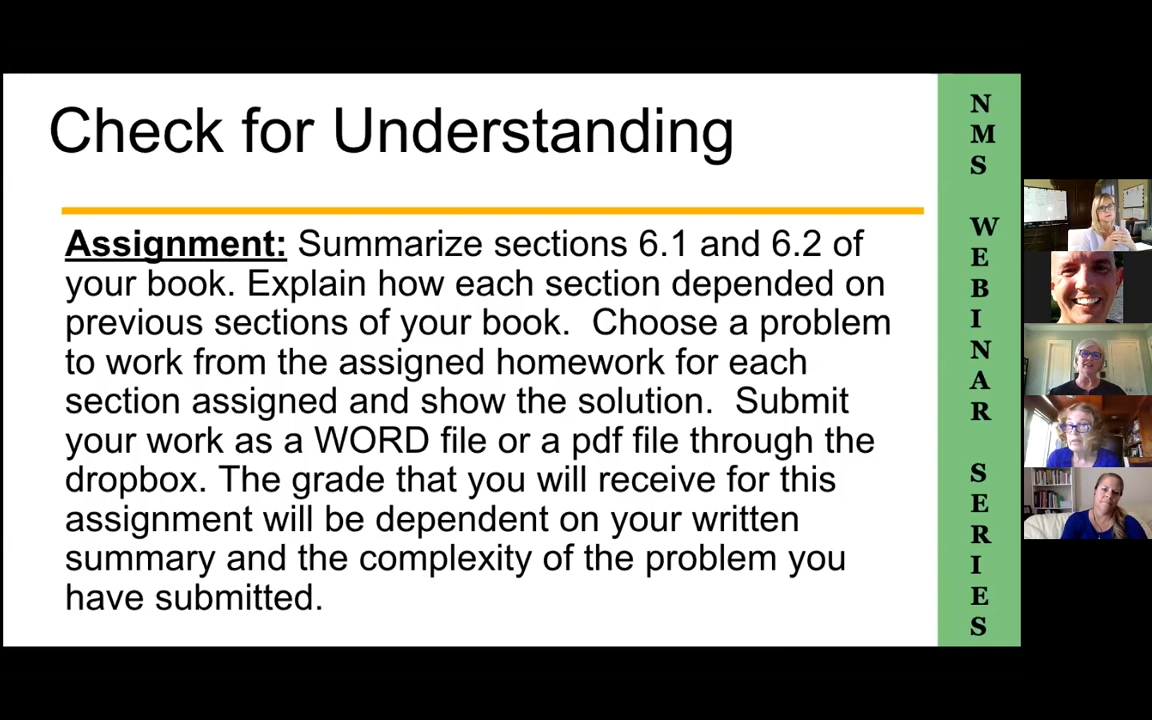 Check for Understanding
Assignment: Summarize sections 6.1 and 6.2 of
your book. Explain how each section depended on
previous sections of your book.  Choose a problem
to work from the assigned homework for each
section assigned and show the solution.  Submit
your work as a WORD file or a pdf file through the
dropbox. The grade that you will receive for this
assignment will be dependent on your written
summary and the complexity of the problem you
have submitted.
NMS WEBINAR SERIES